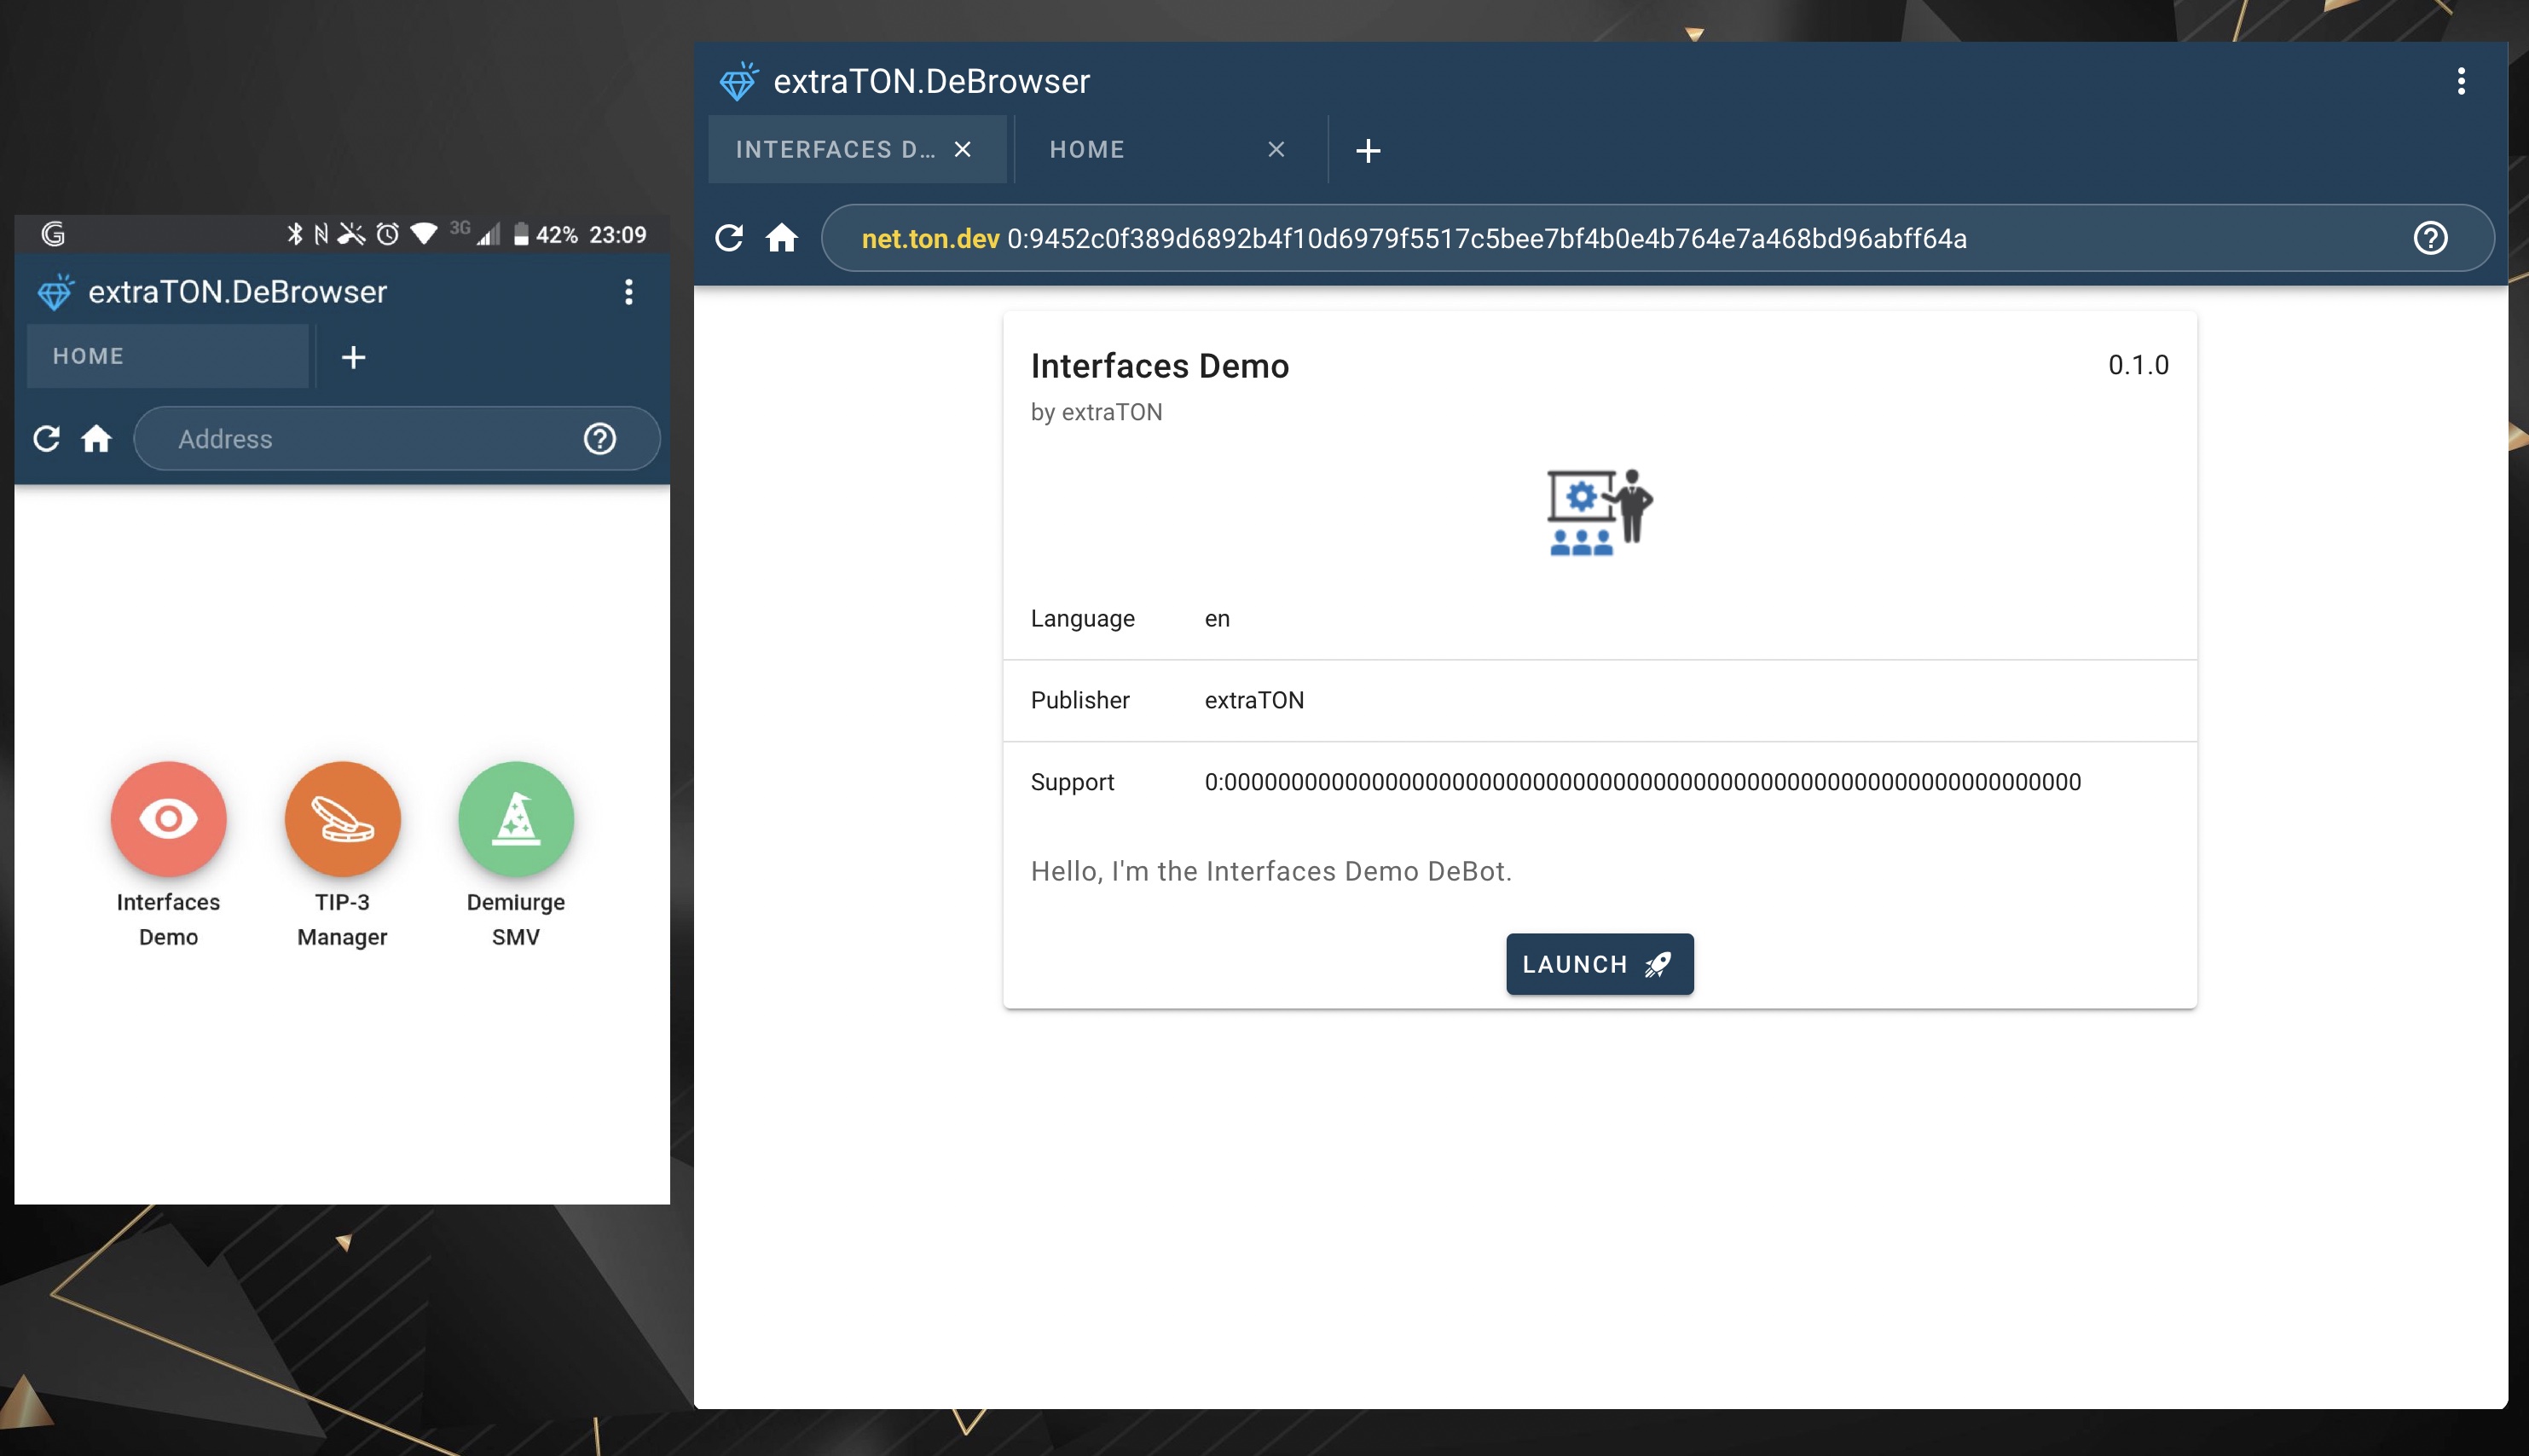 3G 42% 23:09
extraTON.DeBrowser
HOME
Address
Interfaces
Demo
TIP-3
Manager
Demiurge
SMV
extraTON.DeBrowser
INTERFACES D…
HOME
net.ton.dev 0:9452c0f389d6892b4f10d6979f5517c5bee7bf4b0e4b764e7a468bd96abff64a
Interfaces Demo
0.1.0
by extraTON
Language en
Publisher extraTON
Support 0:0000000000000000000000000000000000000000000000000000000000000000
Hello, I'm the Interfaces Demo DeBot.
LAUNCH